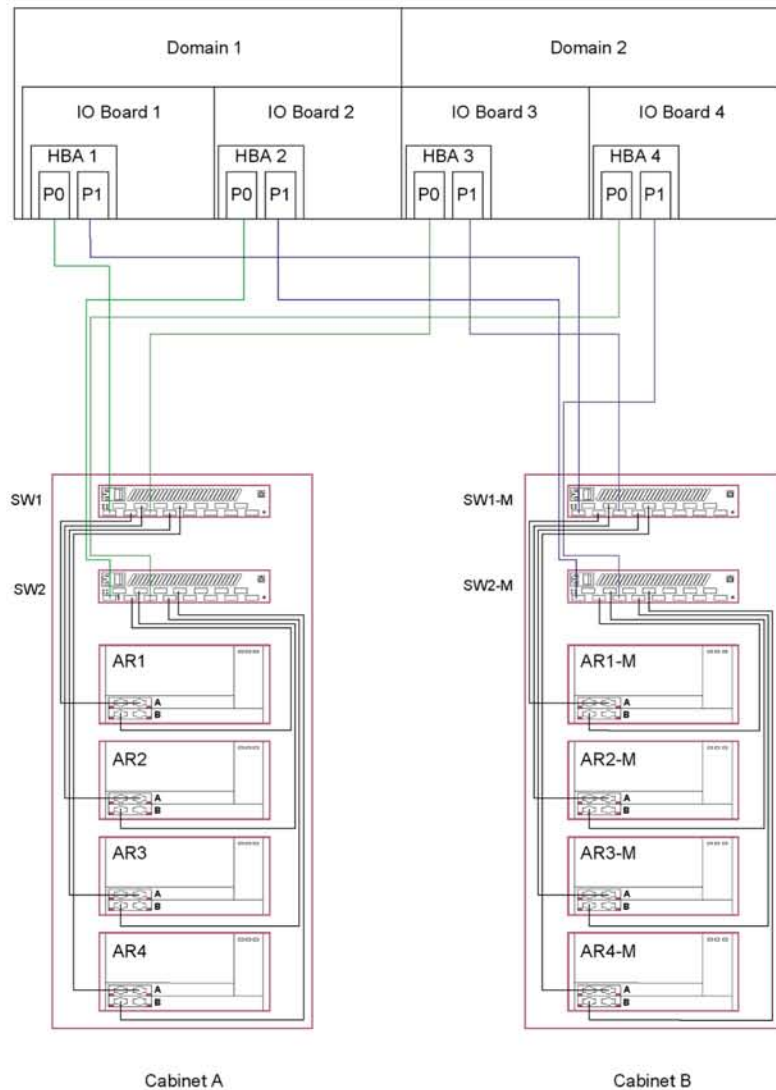 Domain 1
Domain 2
IO Board 1
IO Board 2
IO Board 3
IO Board 4
HBA 1
HBA 2
HBA 3
HBA 4
P0
P1
P0
P1
P0
P1
P0
P1
SW1
SW1-M
SW2
SW2-M
AR1
A
B
AR1-M
A
B
AR2
A
B
AR2-M
A
B
AR3
A
B
AR3-M
A
B
AR4
A
B
AR4-M
A
B
Cabinet A
Cabinet B